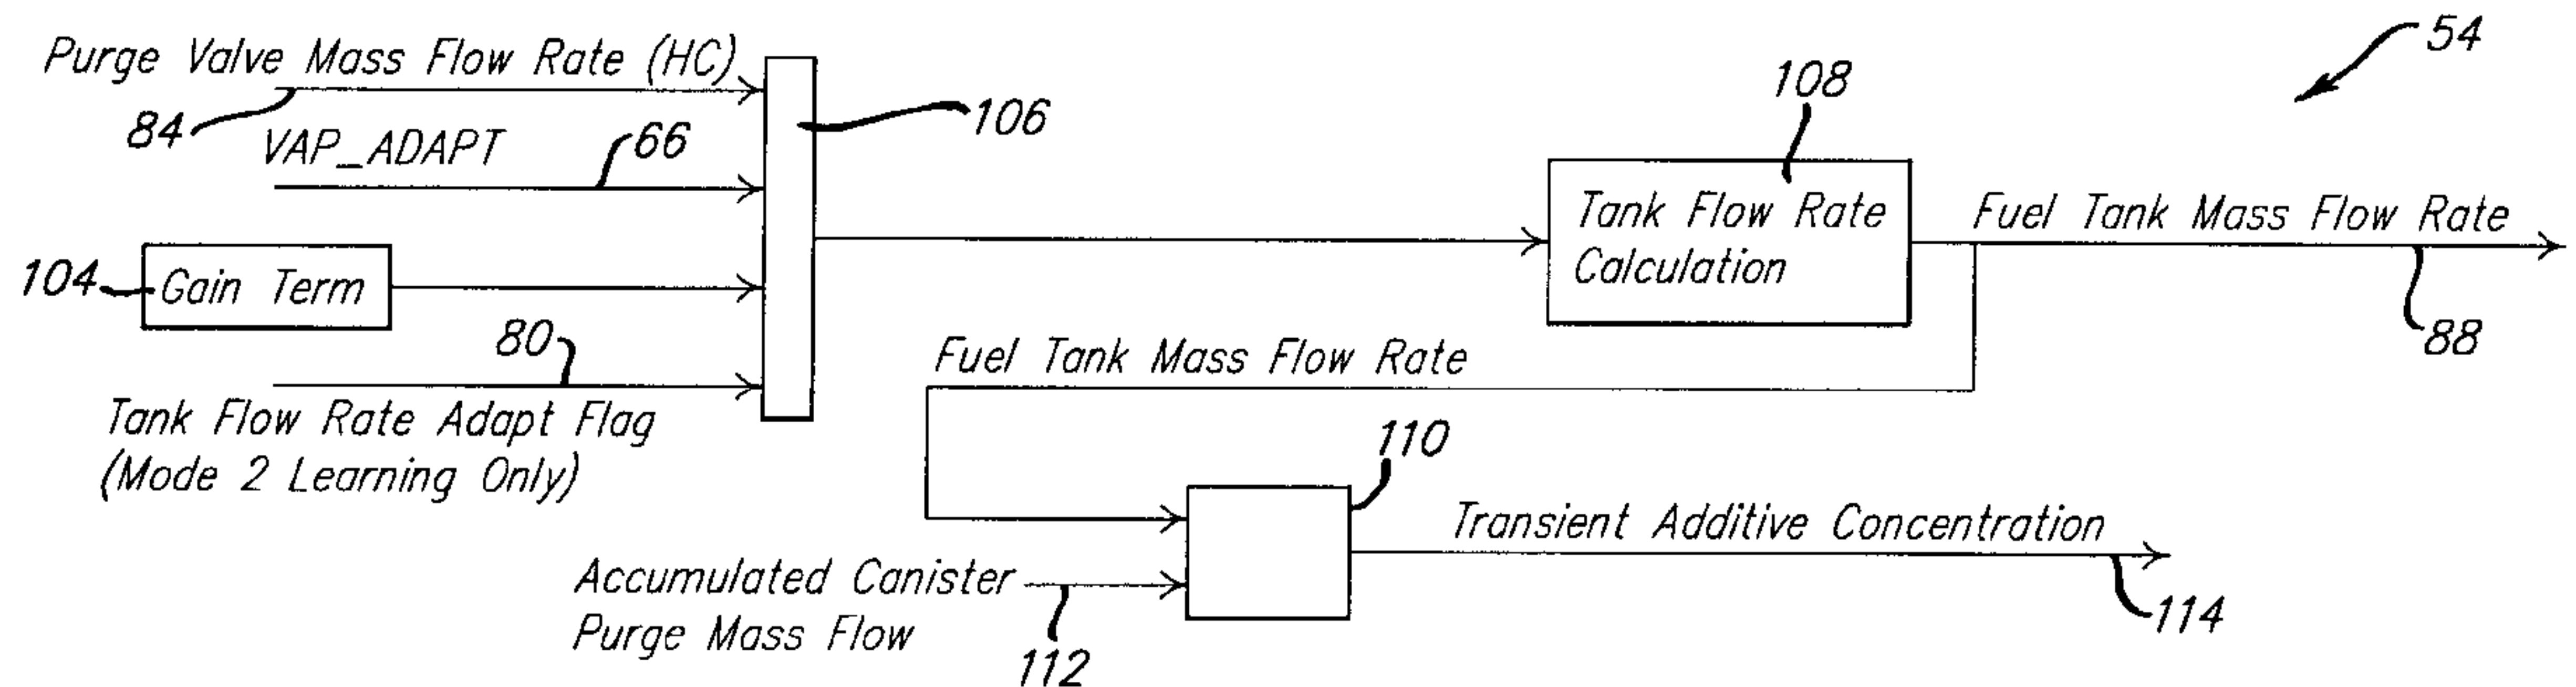 Purge Valve Mass Flow Rate (HC)
84
VAP_ADAPT
66
106
104
Gain Term
80
Tank Flow Rate Adapt Flag
(Mode 2 Learning Only)
108
54
Tank Flow Rate
Calculation
Fuel Tank Mass Flow Rate
88
Fuel Tank Mass Flow Rate
110
Accumulated Canister
Purge Mass Flow
112
Transient Additive Concentration
114